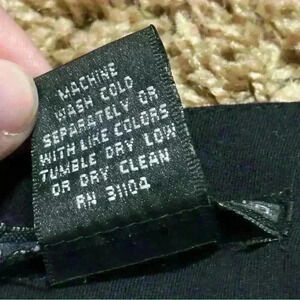 MACHINE
WASH COLD
SEPARATELY OR
WITH LIKE COLORS
TUMBLE DRY LOW
OR DRY CLEAN
RN 31104